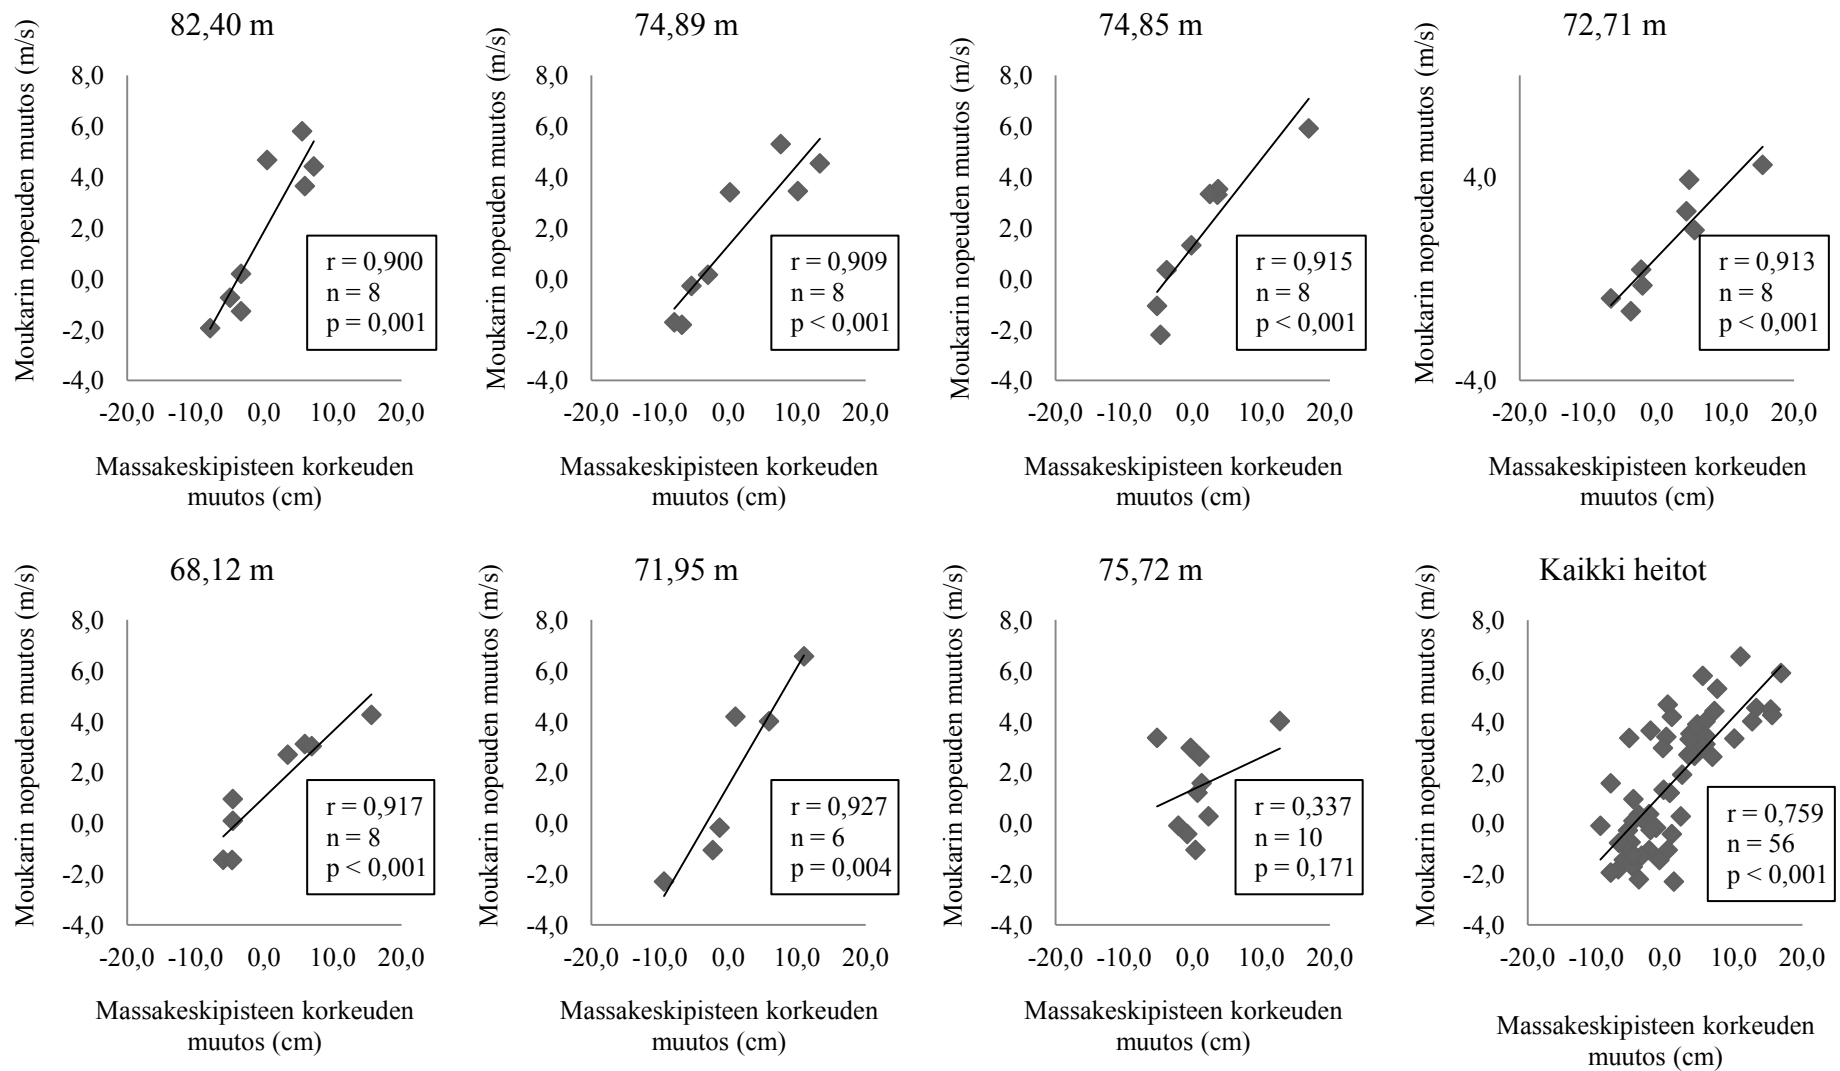 82,40 m
Moukarin nopeuden muutos (m/s)
8,0
6,0
4,0
2,0
0,0
-2,0
-4,0
-20,0 -10,0 0,0 10,0 20,0
r = 0,900
n = 8
p = 0,001
Massakeskipisteen korkeuden
muutos (cm)
74,89 m
Moukarin nopeuden muutos (m/s)
8,0
6,0
4,0
2,0
0,0
-2,0
-4,0
-20,0 -10,0 0,0 10,0 20,0
r = 0,909
n = 8
p < 0,001
Massakeskipisteen korkeuden
muutos (cm)
74,85 m
Moukarin nopeuden muutos (m/s)
8,0
6,0
4,0
2,0
0,0
-2,0
-4,0
-20,0 -10,0 0,0 10,0 20,0
r = 0,915
n = 8
p < 0,001
Massakeskipisteen korkeuden
muutos (cm)
72,71 m
Moukarin nopeuden muutos (m/s)
4,0
-4,0
-20,0 -10,0 0,0 10,0 20,0
r = 0,913
n = 8
p < 0,001
Massakeskipisteen korkeuden
muutos (cm)
68,12 m
Moukarin nopeuden muutos (m/s)
8,0
6,0
4,0
2,0
0,0
-2,0
-4,0
-20,0 -10,0 0,0 10,0 20,0
r = 0,917
n = 8
p < 0,001
Massakeskipisteen korkeuden
muutos (cm)
71,95 m
Moukarin nopeuden muutos (m/s)
8,0
6,0
4,0
2,0
0,0
-2,0
-4,0
-20,0 -10,0 0,0 10,0 20,0
r = 0,927
n = 6
p = 0,004
Massakeskipisteen korkeuden
muutos (cm)
75,72 m
Moukarin nopeuden muutos (m/s)
8,0
6,0
4,0
2,0
0,0
-2,0
-4,0
-20,0 -10,0 0,0 10,0 20,0
r = 0,337
n = 10
p = 0,171
Massakeskipisteen korkeuden
muutos (cm)
Kaikki heitot
Moukarin nopeuden muutos (m/s)
8,0
6,0
4,0
2,0
0,0
-2,0
-4,0
-20,0 -10,0 0,0 10,0 20,0
r = 0,759
n = 56
p < 0,001
Massakeskipisteen korkeuden
muutos (cm)